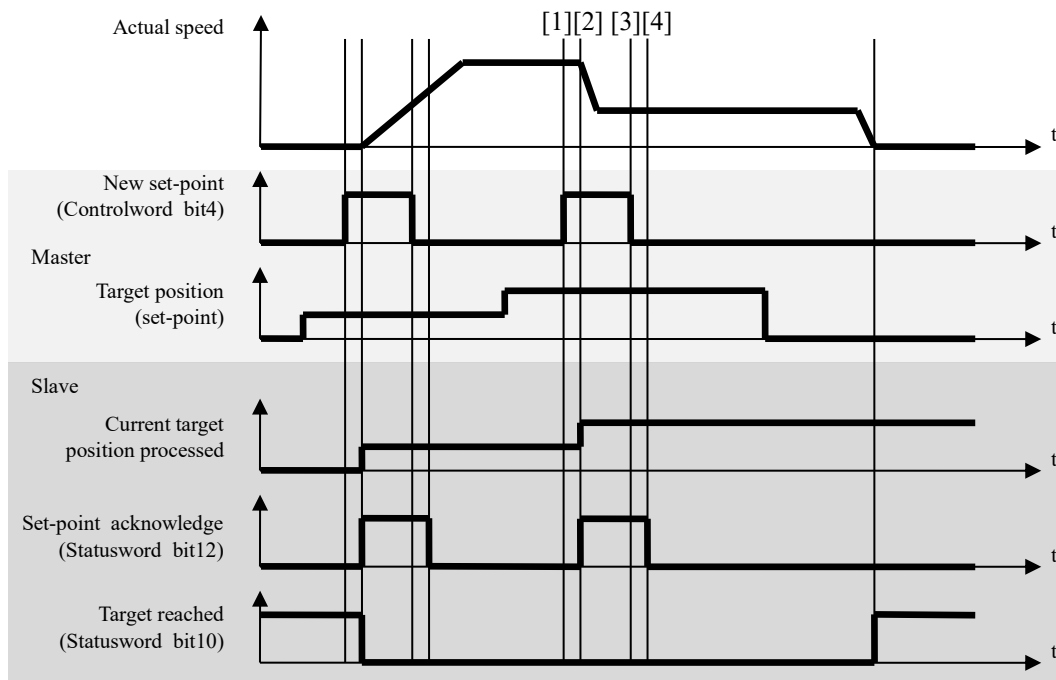 Actual speed
[1][2] [3][4]
t
New set-point
(Controlword bit4)
t
Master
Target position
(set-point)
t
Slave
Current target
position processed
t
Set-point acknowledge
(Statusword bit12)
t
Target reached
(Statusword bit10)
t